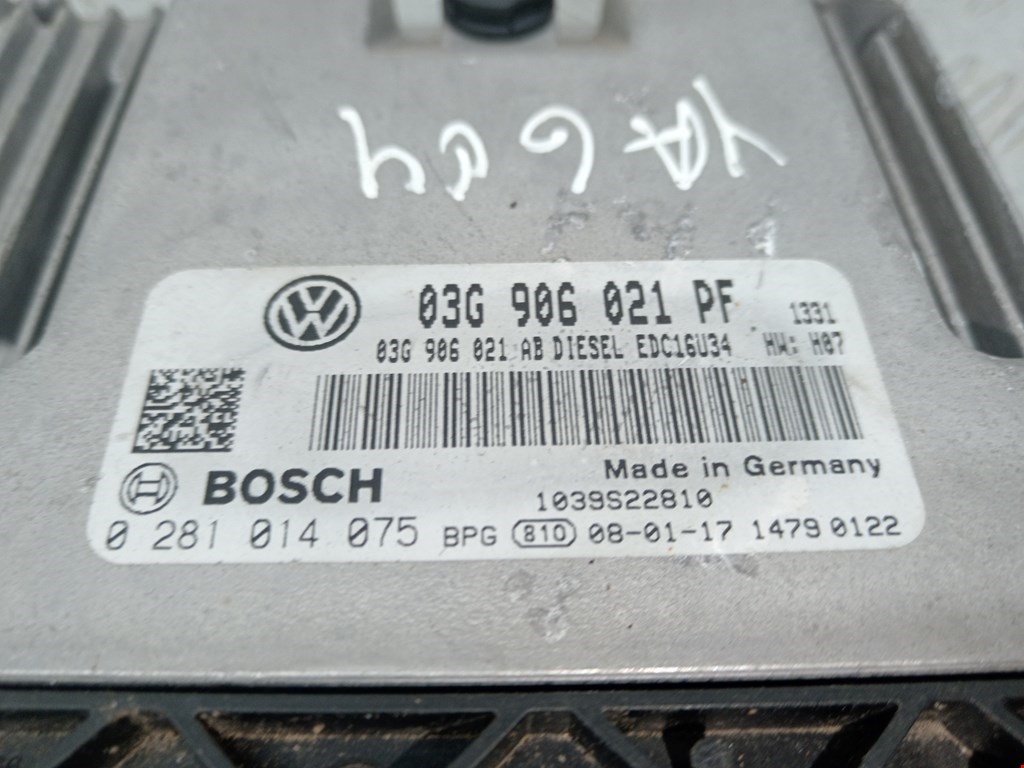 YA604
03G 906 021 PF 1331
03G 906 021 AB DIESEL EDC16U34 HW: H07
BOSCH
Made in Germany
1039S22810
0 281 014 075 BPG 810 08-01-17 1479 0122